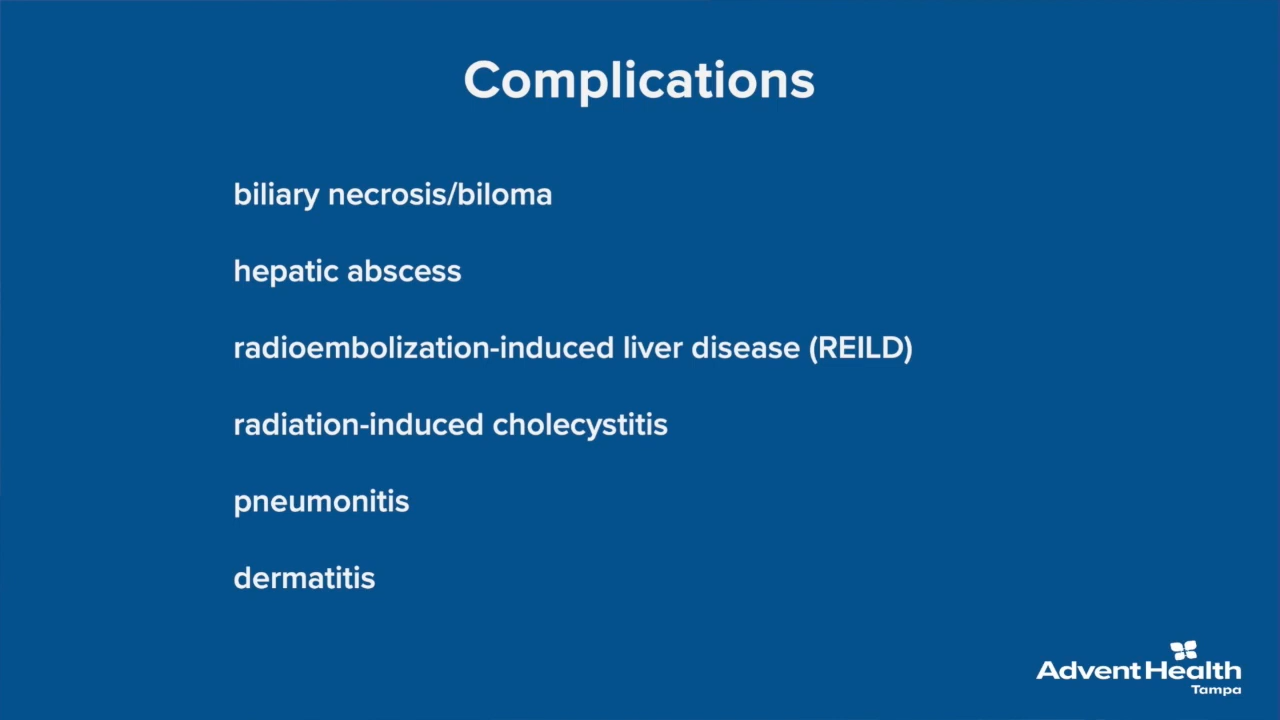 Complications
biliary necrosis/biloma
hepatic abscess
radioembolization-induced liver disease (REILD)
radiation-induced cholecystitis
pneumonitis
dermatitis
AdventHealth
Tampa